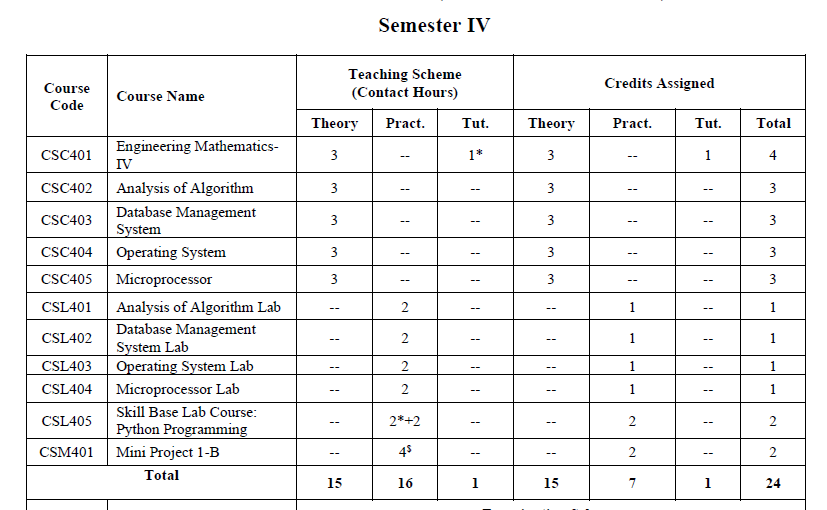 Semester IV
Course Code Course Name Teaching Scheme (Contact Hours) Credits Assigned
Theory Pract. Tut. Theory Pract. Tut. Total
CSC401 Engineering Mathematics-IV 3 -- 1* 3 -- 1 4
CSC402 Analysis of Algorithm 3 -- -- 3 -- -- 3
CSC403 Database Management System 3 -- -- 3 -- -- 3
CSC404 Operating System 3 -- -- 3 -- -- 3
CSC405 Microprocessor 3 -- -- 3 -- -- 3
CSL401 Analysis of Algorithm Lab -- 2 -- -- 1 -- 1
CSL402 Database Management System Lab -- 2 -- -- 1 -- 1
CSL403 Operating System Lab -- 2 -- -- 1 -- 1
CSL404 Microprocessor Lab -- 2 -- -- 1 -- 1
CSL405 Skill Base Lab Course: Python Programming -- 2*+2 -- -- 2 -- 2
CSM401 Mini Project 1-B -- 4$ -- -- 2 -- 2
Total 15 16 1 15 7 1 24